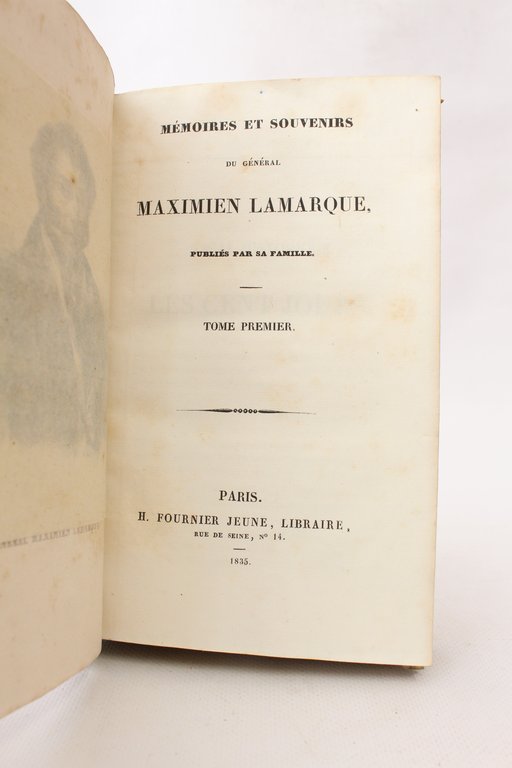 MÉMOIRES ET SOUVENIRS
DU GÉNÉRAL
MAXIMIEN LAMARQUE,
PUBLIÉS PAR SA FAMILLE.
TOME PREMIER.
PARIS.
H. FOURNIER JEUNE, LIBRAIRE,
RUE DE SEINE, Nº 14.
1835.